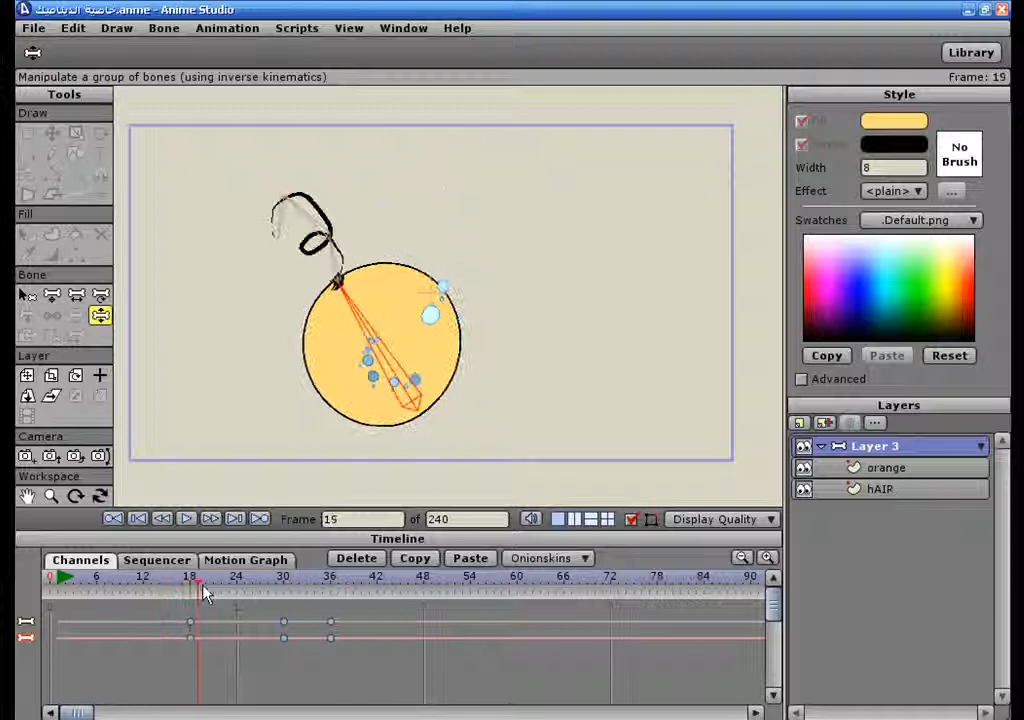 خاصية الديناميك.anme - Anime Studio
File Edit Draw Bone Animation Scripts View Window Help
Library
Manipulate a group of bones (using inverse kinematics) Frame: 19
Tools Style
Draw
Fill
Width 8
No Brush
Effect <plain> ...
Swatches .Default.png
Fill
Bone
Layer
Copy Paste Reset
Advanced
Layers
...
Layer 3
orange
hAIR
Camera
Workspace
Frame 15 of 240 Display Quality
Timeline
Channels Sequencer Motion Graph Delete Copy Paste Onionskins
0 6 12 18 24 30 36 42 48 54 60 66 72 78 84 90